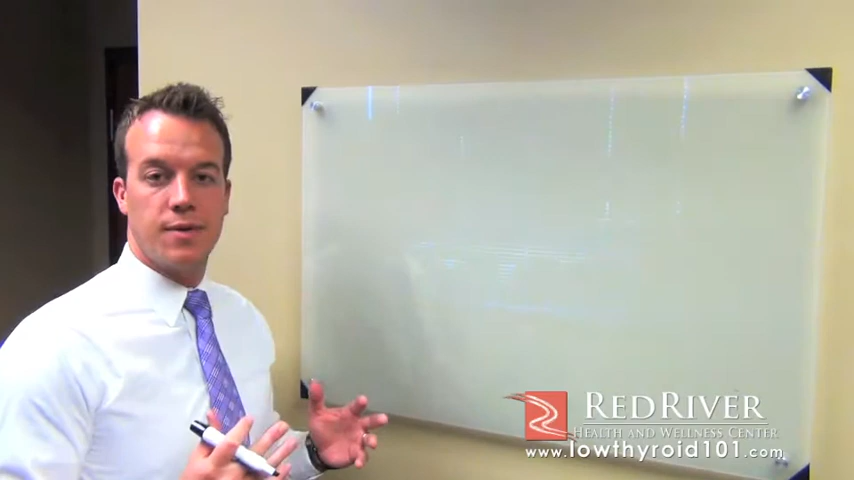 REDRIVER
HEALTH AND WELLNESS CENTER
www.lowthyroid101.com